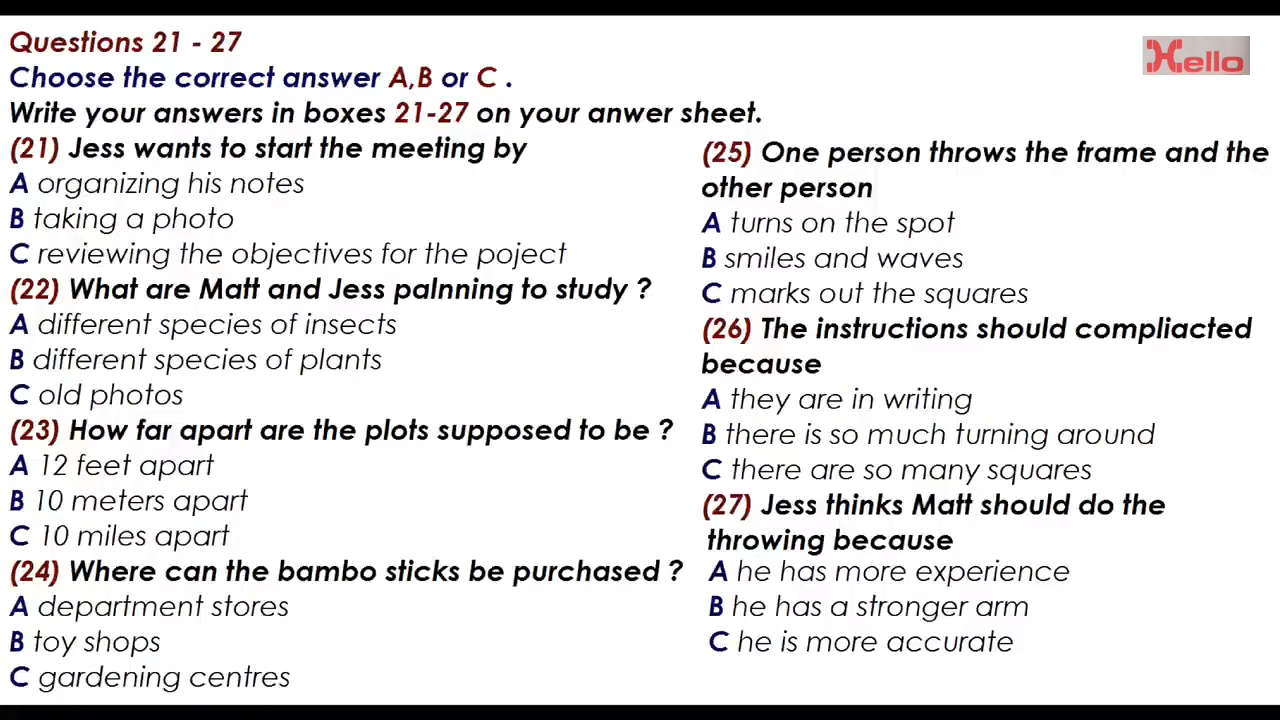 Questions 21 - 27
Choose the correct answer A,B or C .
Write your answers in boxes 21-27 on your anwer sheet.
(21) Jess wants to start the meeting by
A organizing his notes
B taking a photo
C reviewing the objectives for the poject
(22) What are Matt and Jess palnning to study ?
A different species of insects
B different species of plants
C old photos
(23) How far apart are the plots supposed to be ?
A 12 feet apart
B 10 meters apart
C 10 miles apart
(24) Where can the bambo sticks be purchased ?
A department stores
B toy shops
C gardening centres
Hello
(25) One person throws the frame and the
other person
A turns on the spot
B smiles and waves
C marks out the squares
(26) The instructions should compliacted
because
A they are in writing
B there is so much turning around
C there are so many squares
(27) Jess thinks Matt should do the
throwing because
A he has more experience
B he has a stronger arm
C he is more accurate